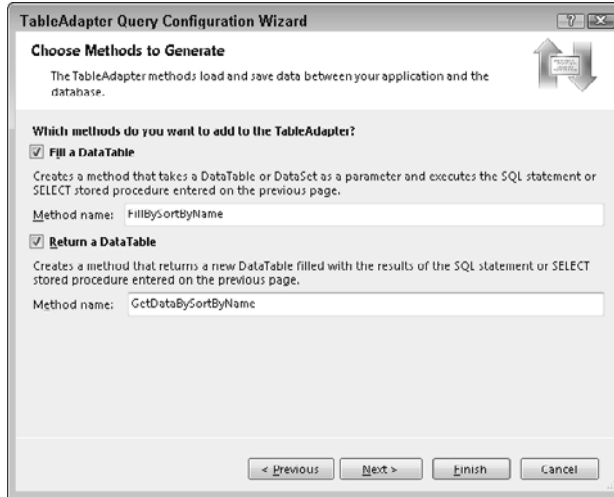 TableAdapter Query Configuration Wizard
Choose Methods to Generate
The TableAdapter methods load and save data between your application and the
database.
Which methods do you want to add to the TableAdapter?
Fill a DataTable
Creates a method that takes a DataTable or DataSet as a parameter and executes the SQL statement or
SELECT stored procedure entered on the previous page.
Method name: FillBySortByName
Return a DataTable
Creates a method that returns a new DataTable filled with the results of the SQL statement or SELECT
stored procedure entered on the previous page.
Method name: GetDataBySortByName
< Previous Next > Finish Cancel